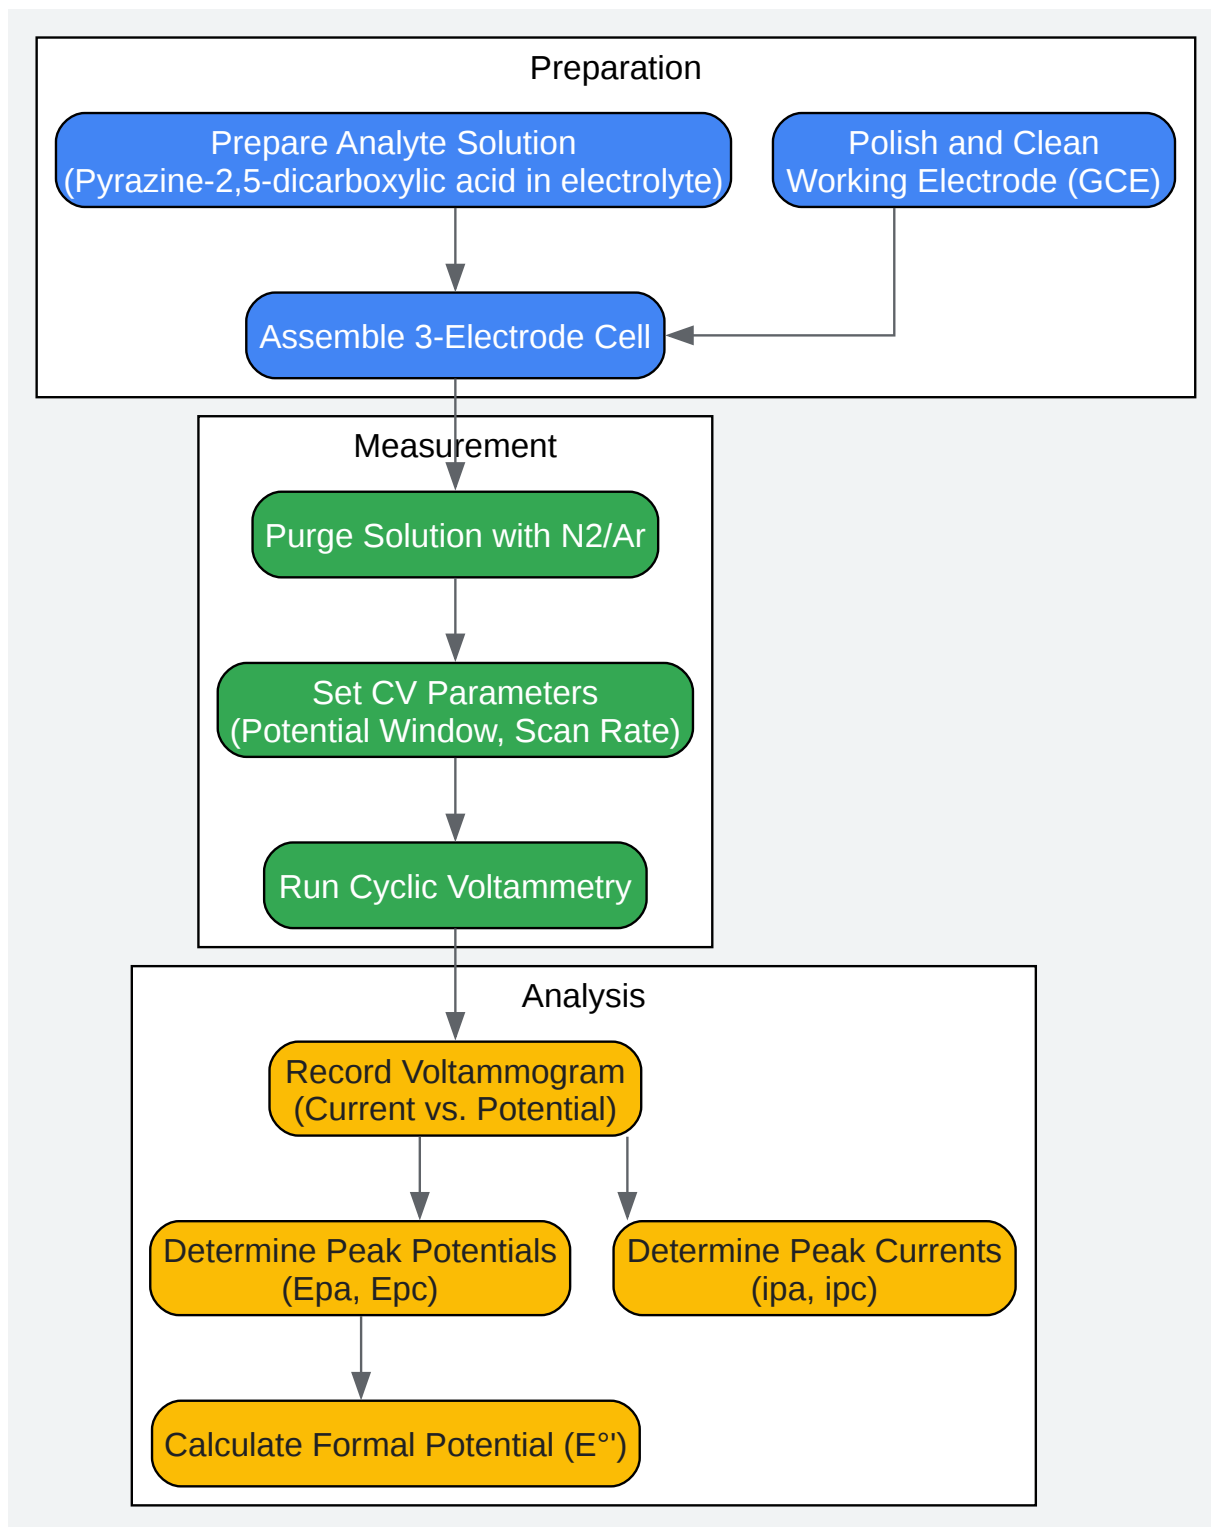 Preparation
Prepare Analyte Solution
(Pyrazine-2,5-dicarboxylic acid in electrolyte)
Polish and Clean
Working Electrode (GCE)
Assemble 3-Electrode Cell
Measurement
Purge Solution with N2/Ar
Set CV Parameters
(Potential Window, Scan Rate)
Run Cyclic Voltammetry
Analysis
Record Voltammogram
(Current vs. Potential)
Determine Peak Potentials
(Epa, Epc)
Determine Peak Currents
(ipa, ipc)
Calculate Formal Potential (E°')